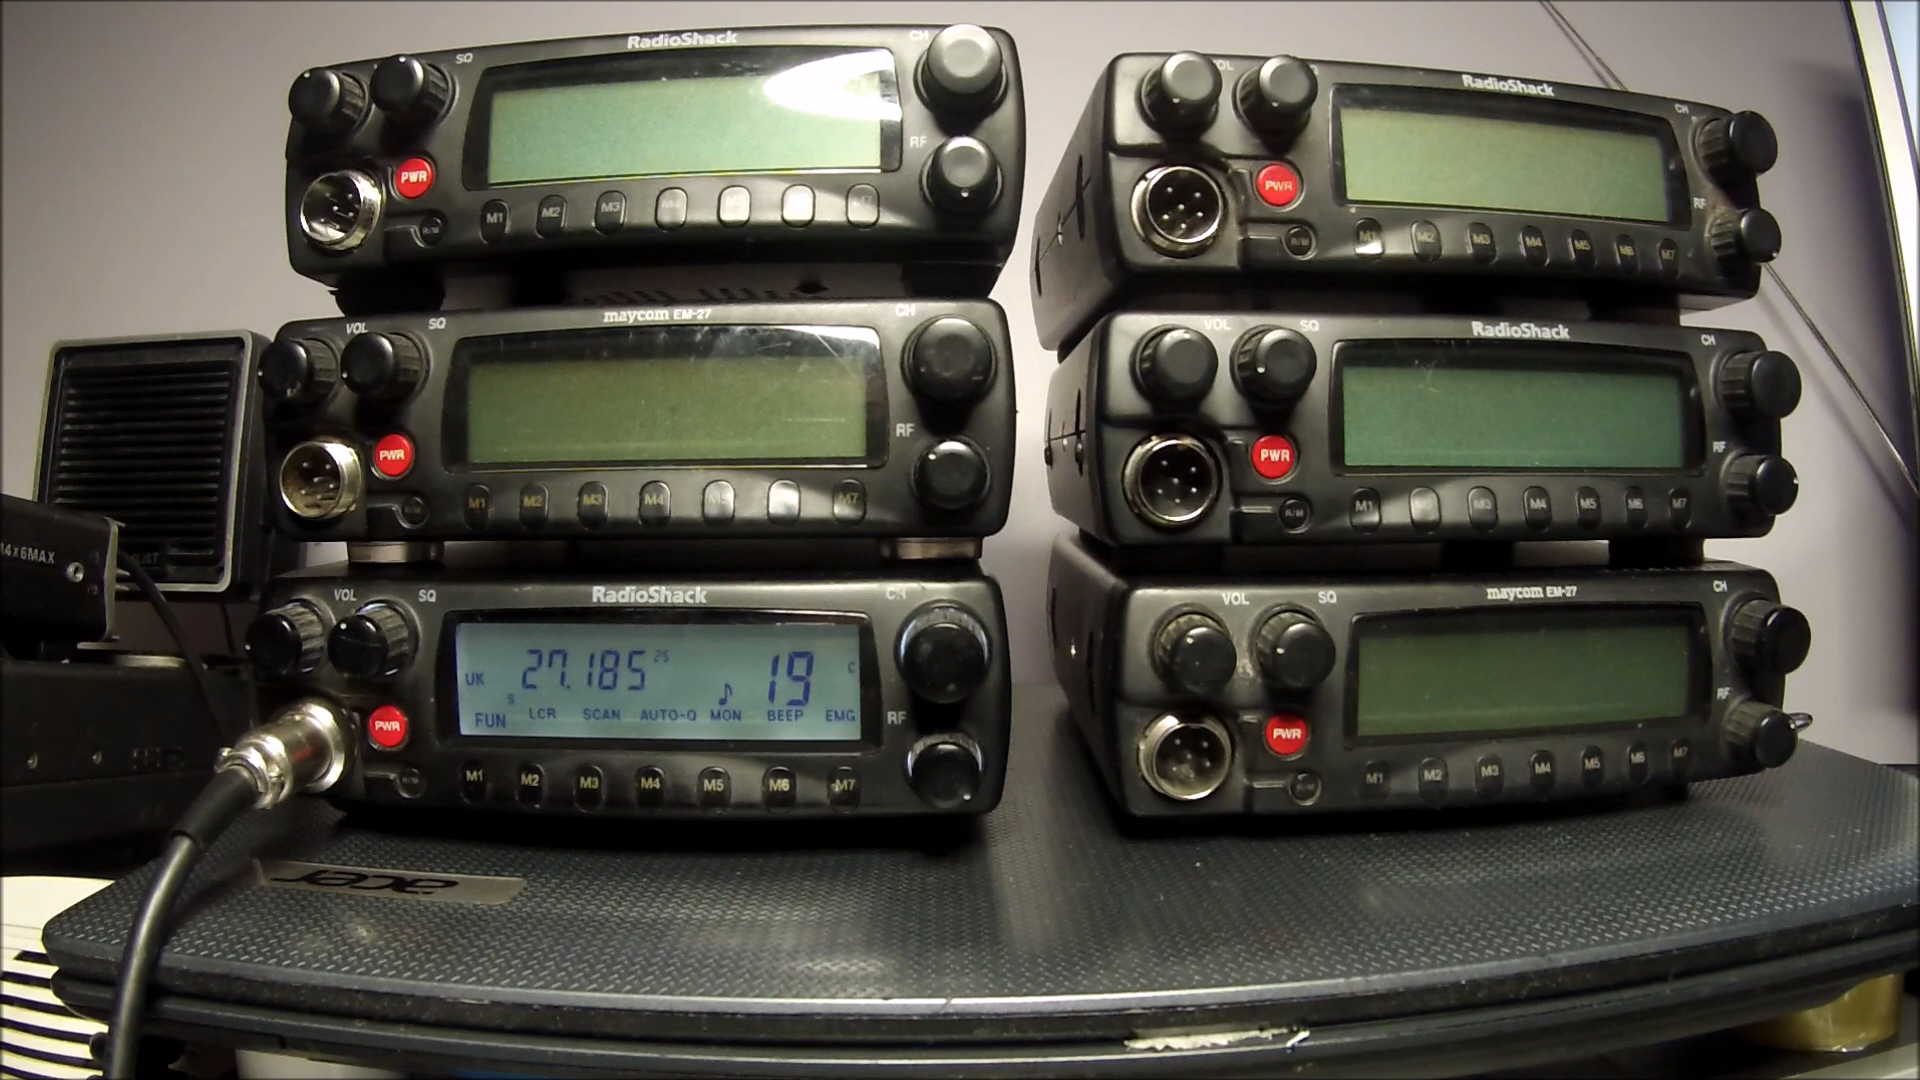 RadioShack
SQ
CH
RF
PWR
R/M
M1 M2 M3 M4
RadioShack
CH
RF
PWR
R/M
M1 M2 M3 M4 M5 M6 M7
maycom EM-27
VOL SQ
CH
RF
PWR
R/M
M1 M2 M3 M4 M5 M7
RadioShack
VOL SQ
CH
RF
PWR
R/M
M1 M3 M4 M5 M6 M7
RadioShack
VOL SQ
CH
RF
PWR
UK 27.185 25 19 C
S
FUN LCR SCAN AUTO-Q MON BEEP EMG
M1 M2 M3 M4 M5 M6 M7
maycom EM-27
VOL SQ
CH
RF
PWR
R/M
M1 M2 M3 M4 M5 M6 M7
M4x6MAX
acer